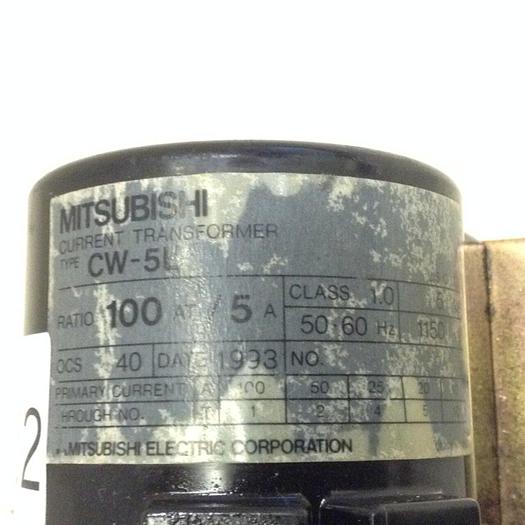 MITSUBISHI
CURRENT TRANSFORMER
TYPE CW-5L
RATIO 100 AT / 5 A CLASS 1.0
50·60 Hz 1150
OCS 40 DATE 1993 NO.
PRIMARY CURRENT A 100 50 25 20
THROUGH NO. T 1 2 4 5
MITSUBISHI ELECTRIC CORPORATION
2